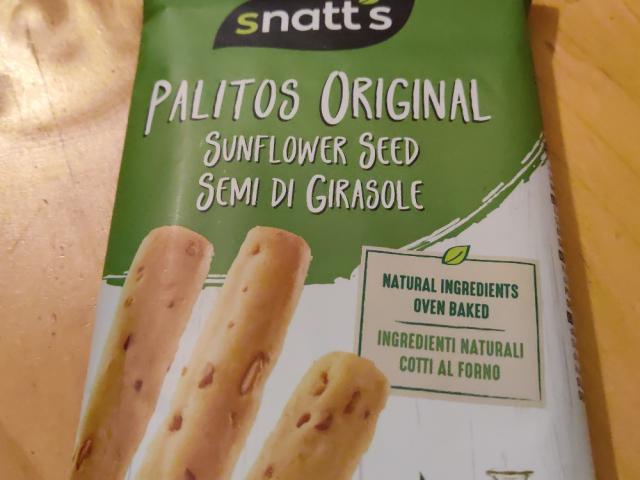 snatt's
PALITOS ORIGINAL
SUNFLOWER SEED
SEMI DI GIRASOLE
NATURAL INGREDIENTS
OVEN BAKED
INGREDIENTI NATURALI
COTTI AL FORNO